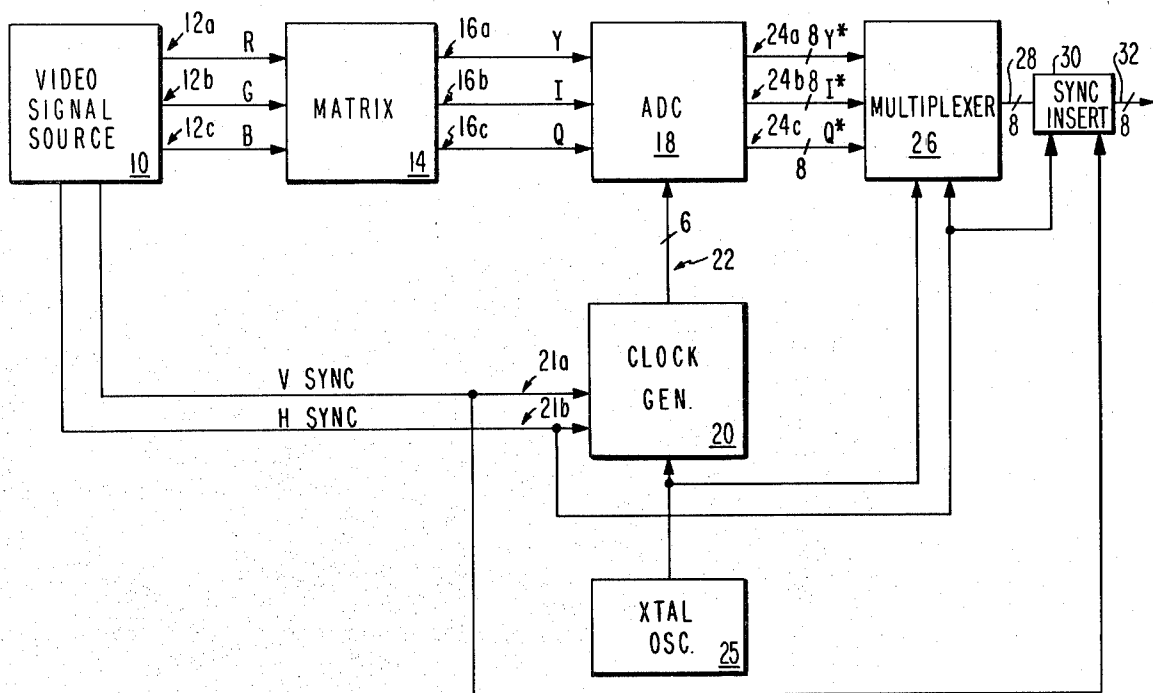 12a
R
16a
Y
24a
8
Y*
28
30
32
VIDEO
SIGNAL
SOURCE
10
12b
G
MATRIX
14
16b
I
ADC
18
24b
8
I*
MULTIPLEXER
26
8
SYNC
INSERT
8
12c
B
16c
Q
24c
8
Q*
6
22
CLOCK
GEN.
20
V SYNC
21a
H SYNC
21b
XTAL
OSC.
25